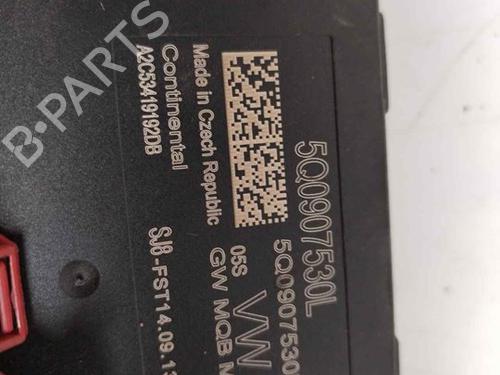 5Q0907530L
5Q0907530
VW
GW MQB
05S
Made in Czech Republic
Continental
A2C53419192DB
SJ8-FST14.09.13
B-PARTS